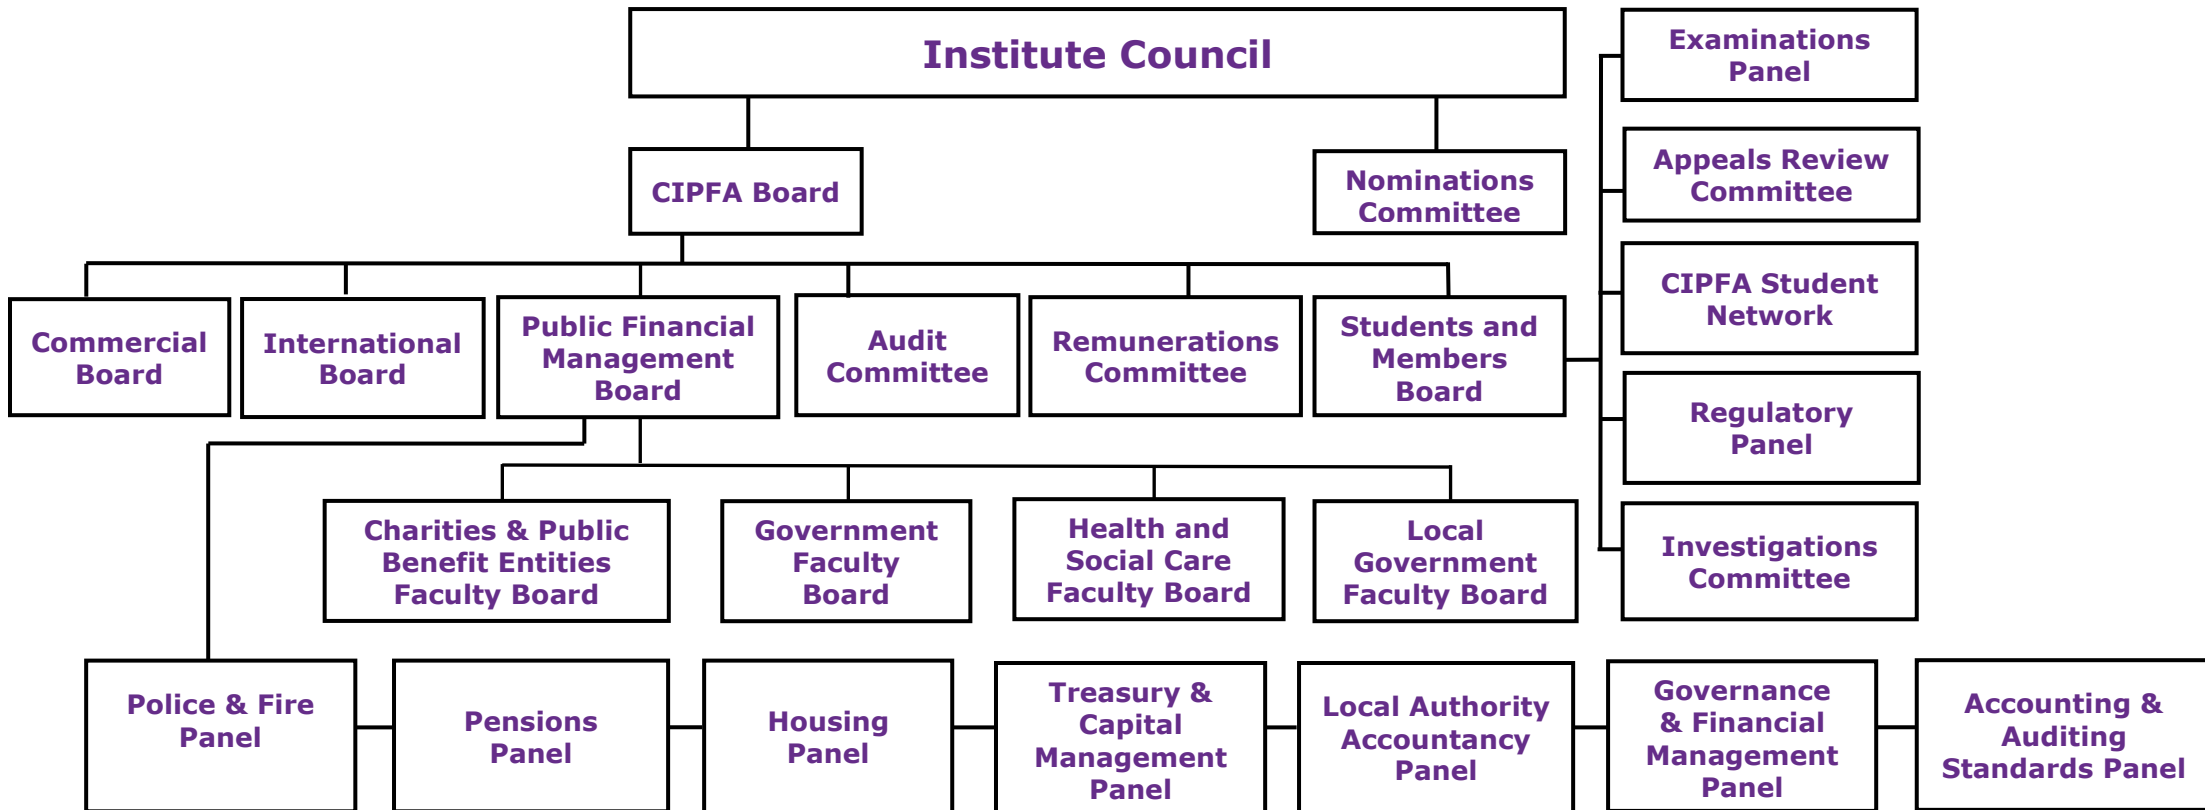 Institute Council
Examinations
Panel
Appeals Review
Committee
CIPFA Board
Nominations
Committee
CIPFA Student
Network
Commercial
Board
International
Board
Public Financial
Management
Board
Audit
Committee
Remunerations
Committee
Students and
Members
Board
Regulatory
Panel
Charities & Public
Benefit Entities
Faculty Board
Government
Faculty
Board
Health and
Social Care
Faculty Board
Local
Government
Faculty Board
Investigations
Committee
Police & Fire
Panel
Pensions
Panel
Housing
Panel
Treasury &
Capital
Management
Panel
Local Authority
Accountancy
Panel
Governance
& Financial
Management
Panel
Accounting &
Auditing
Standards Panel